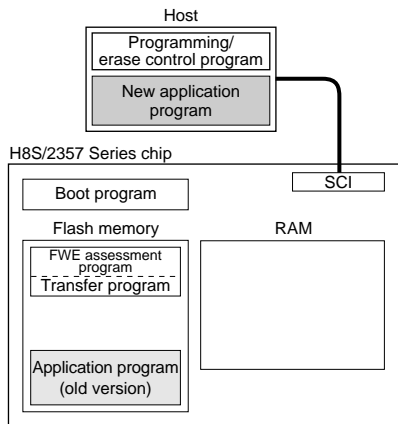 Host
Programming/
erase control program
New application
program
H8S/2357 Series chip
SCI
Boot program
Flash memory
RAM
FWE assessment
program
Transfer program
Application program
(old version)